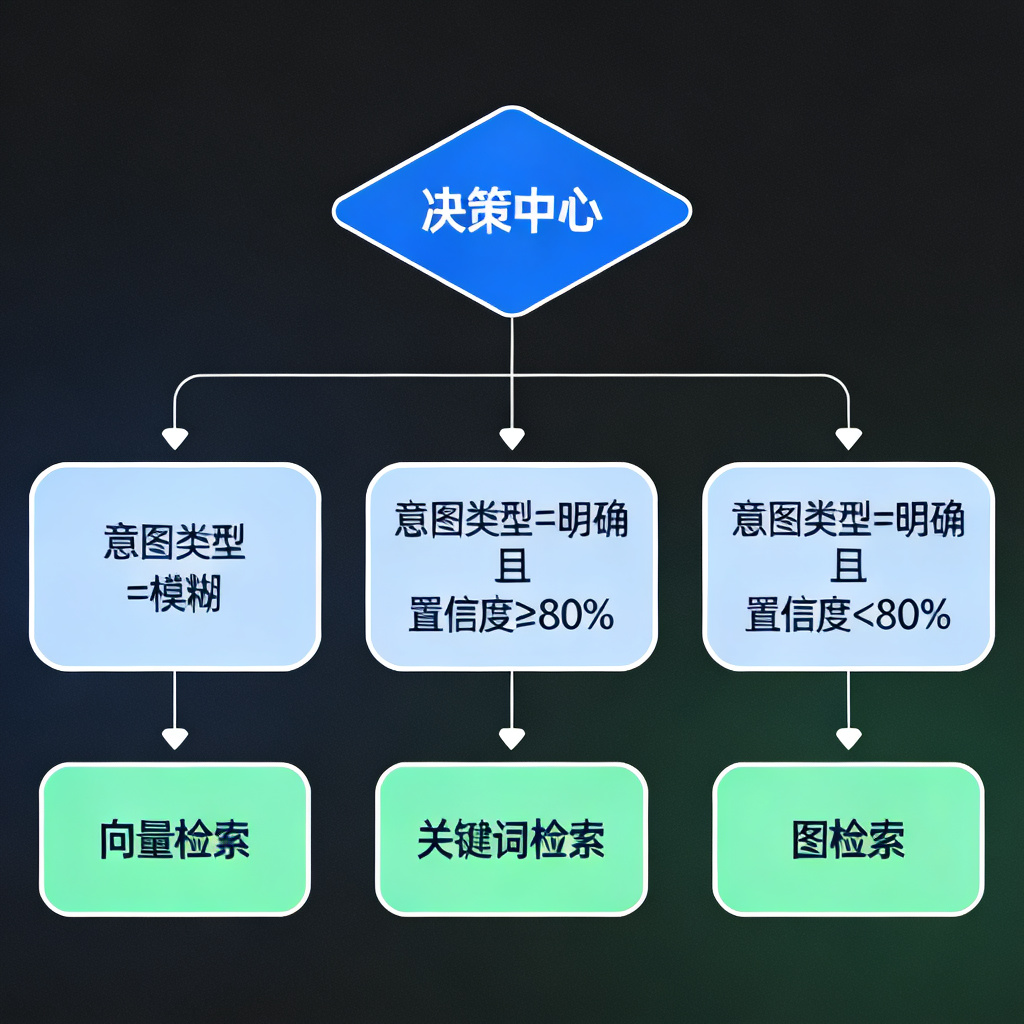 决策中心
意图类型
=模糊
意图类型=明确
且
置信度≥80%
意图类型=明确
且
置信度<80%
向量检索
关键词检索
图检索